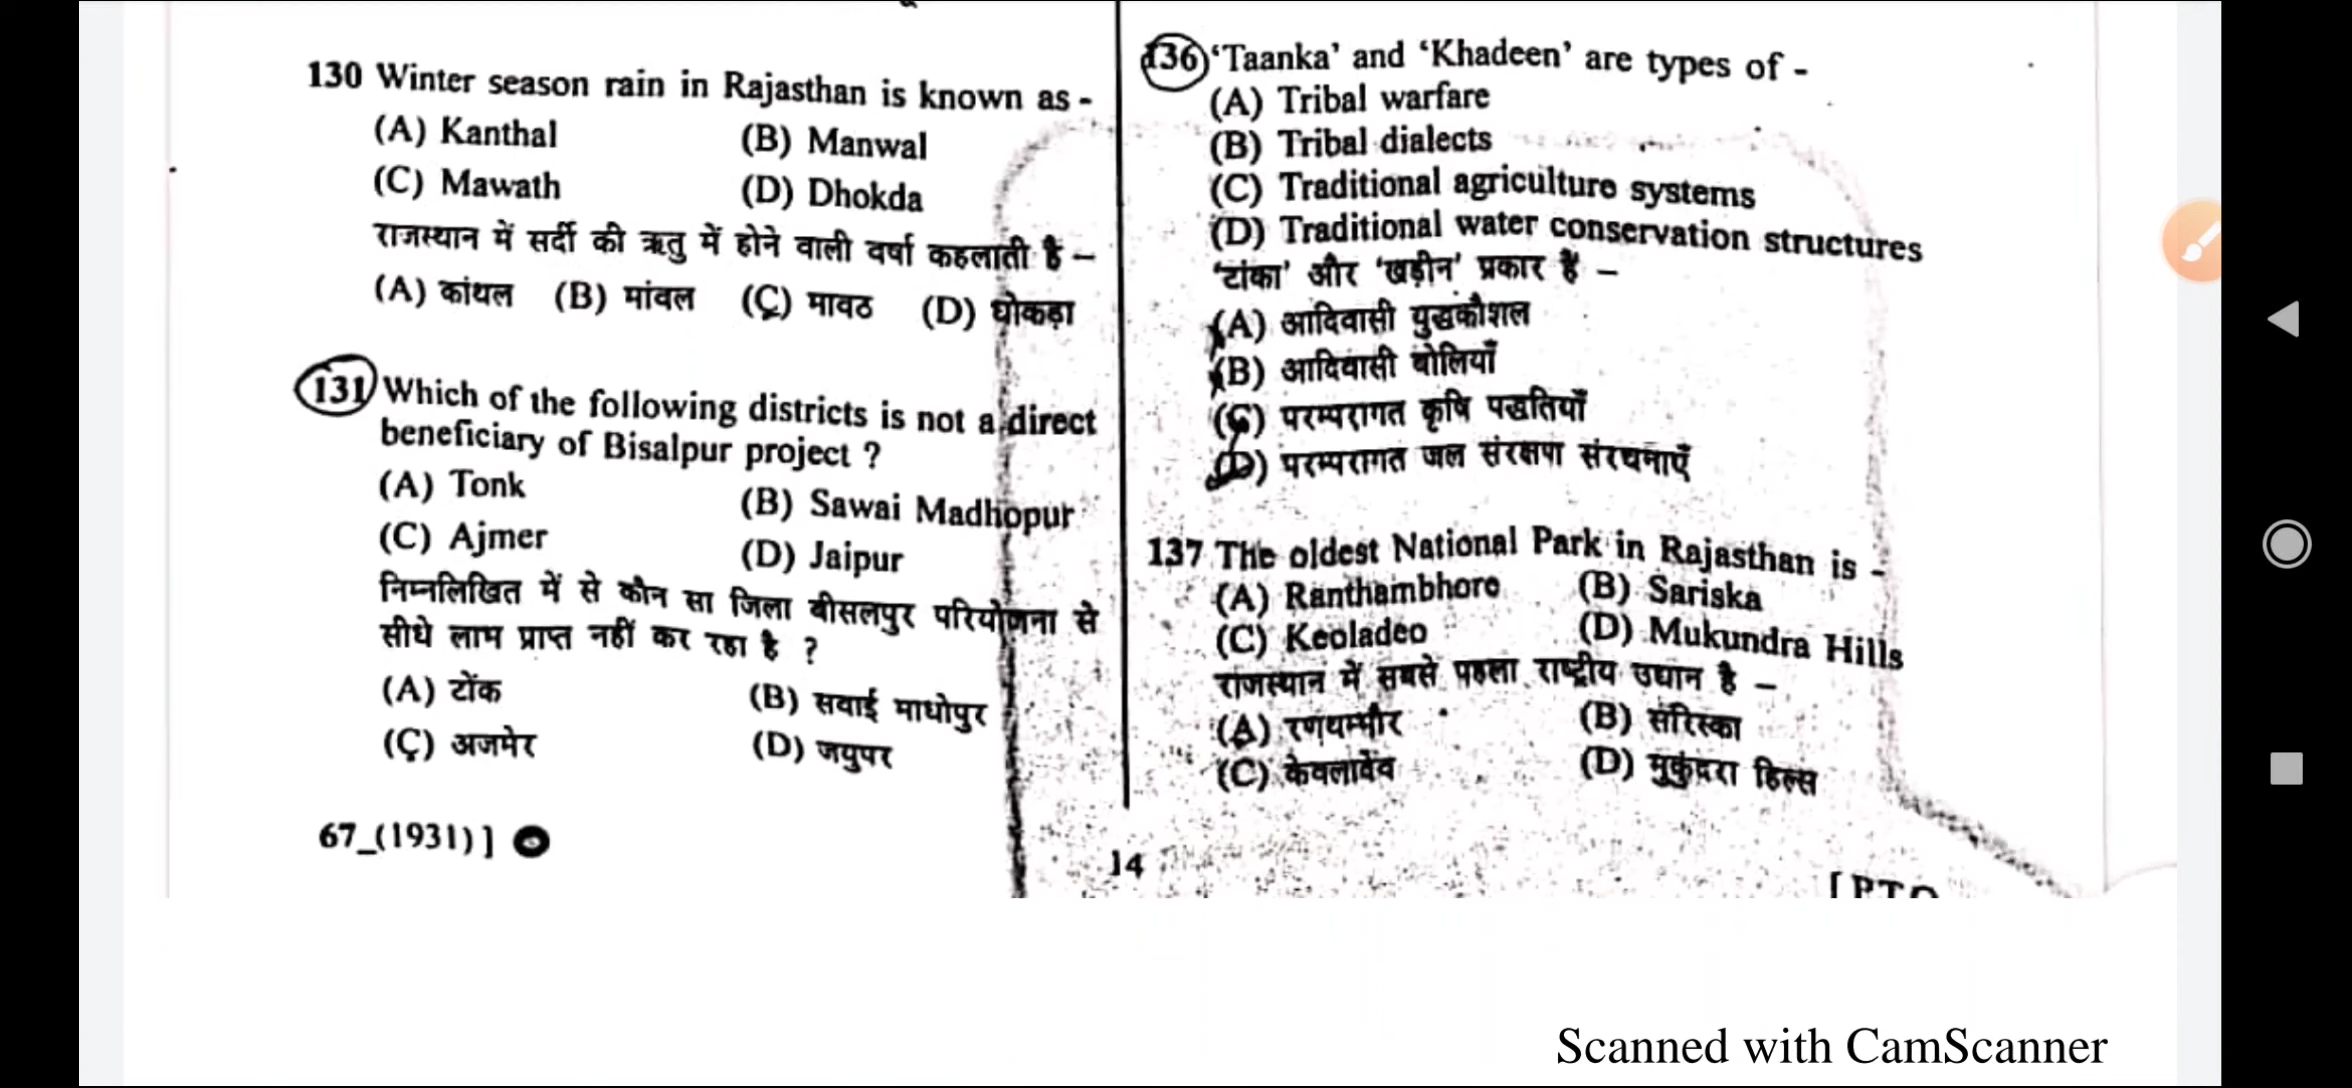 130 Winter season rain in Rajasthan is known as -
(A) Kanthal (B) Manwal
(C) Mawath (D) Dhokda
राजस्थान में सर्दी की ऋतु में होने वाली वर्षा कहलाती है –
(A) कांथल (B) मांवल (C) मावठ (D) धोकड़ा
131 Which of the following districts is not a direct
beneficiary of Bisalpur project ?
(A) Tonk (B) Sawai Madhopur
(C) Ajmer (D) Jaipur
निम्नलिखित में से कौन सा जिला बीसलपुर परियोजना से
सीधे लाभ प्राप्त नहीं कर रहा है ?
(A) टोंक (B) सवाई माधोपुर
(C) अजमेर (D) जयुपर
67_(1931) ]
136 ‘Taanka’ and ‘Khadeen’ are types of -
(A) Tribal warfare
(B) Tribal dialects
(C) Traditional agriculture systems
(D) Traditional water conservation structures
‘टांका’ और ‘खड़ीन’ प्रकार हैं –
(A) आदिवासी युद्धकौशल
(B) आदिवासी बोलियाँ
(C) परम्परागत कृषि पद्धतियाँ
(D) परम्परागत जल संरक्षण संरचनाएँ
137 The oldest National Park in Rajasthan is -
(A) Ranthambhore (B) Sariska
(C) Keoladeo (D) Mukundra Hills
राजस्थान में सबसे पहला राष्ट्रीय उद्यान है –
(A) रणथम्भौर (B) सरिस्का
(C) केवलादेव (D) मुकुंदरा हिल्स
14
[ PTO
Scanned with CamScanner